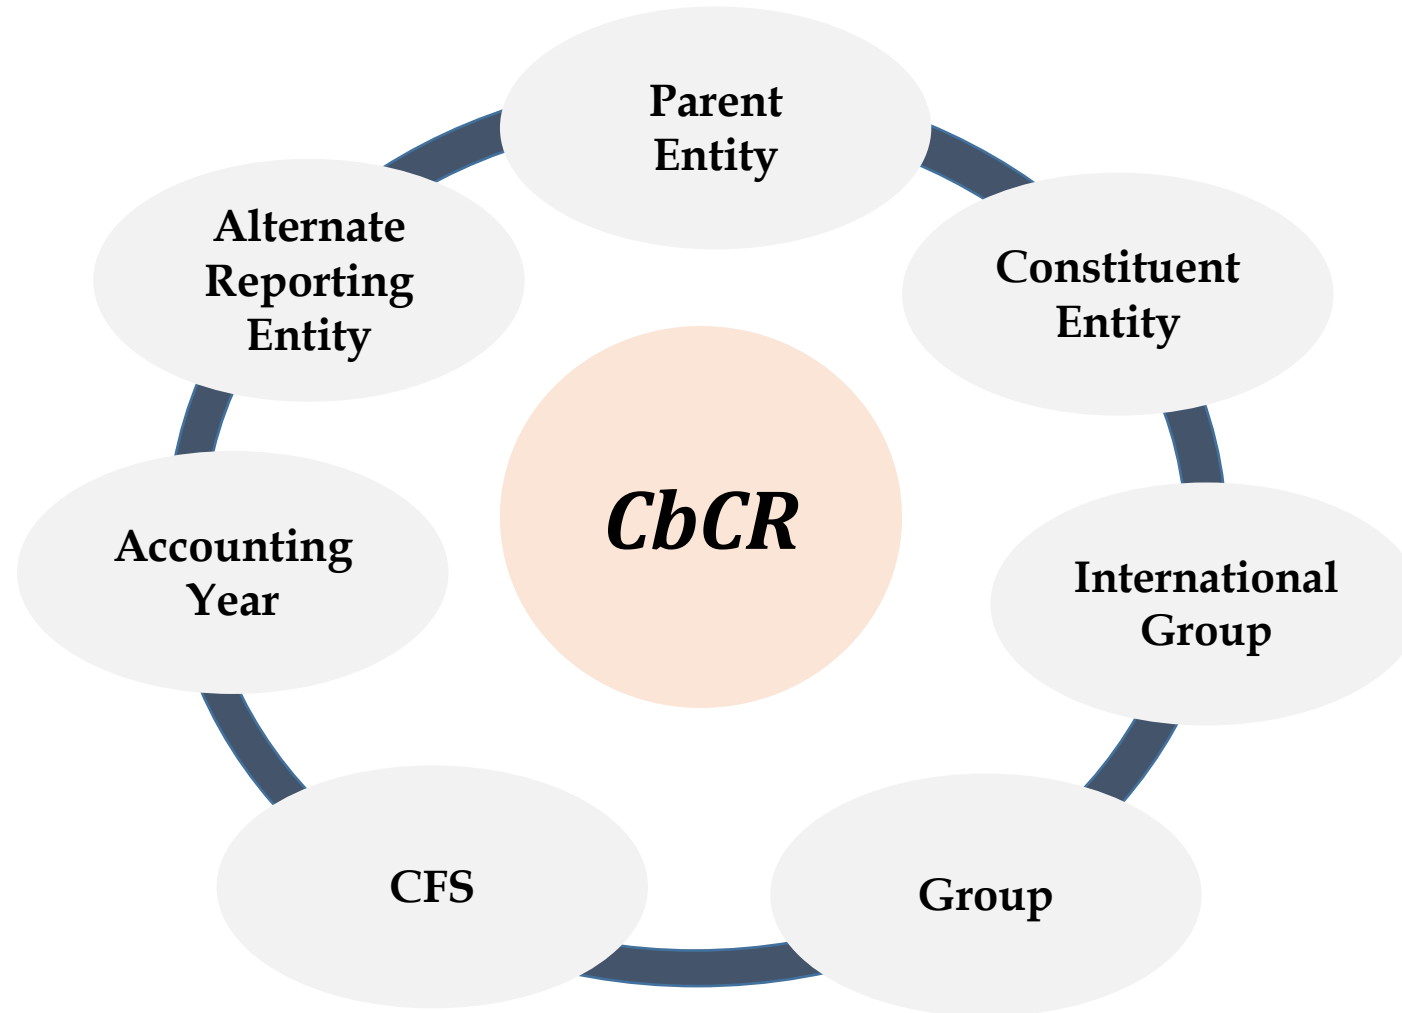 Parent
Entity
Alternate
Reporting
Entity
Constituent
Entity
CbCR
Accounting
Year
International
Group
CFS
Group